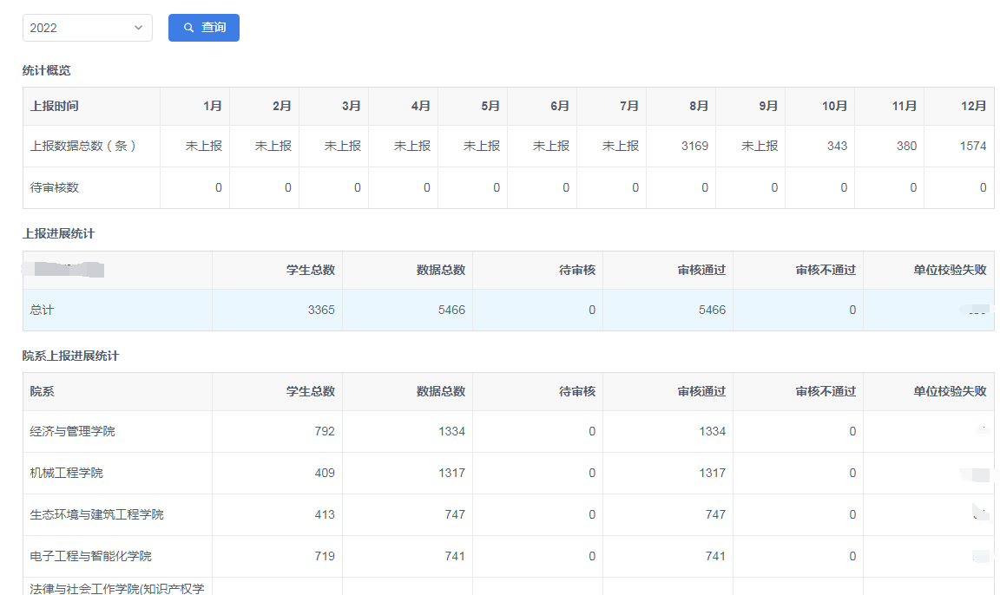 2022 查询
统计概览
上报时间 1月 2月 3月 4月 5月 6月 7月 8月 9月 10月 11月 12月
上报数据总数（条） 未上报 未上报 未上报 未上报 未上报 未上报 未上报 3169 未上报 343 380 1574
待审核数 0 0 0 0 0 0 0 0 0 0 0 0
上报进展统计
学生总数 数据总数 待审核 审核通过 审核不通过 单位校验失败
总计 3365 5466 0 5466 0
院系上报进展统计
院系 学生总数 数据总数 待审核 审核通过 审核不通过 单位校验失败
经济与管理学院 792 1334 0 1334 0
机械工程学院 409 1317 0 1317 0
生态环境与建筑工程学院 413 747 0 747 0
电子工程与智能化学院 719 741 0 741 0
法律与社会工作学院(知识产权学